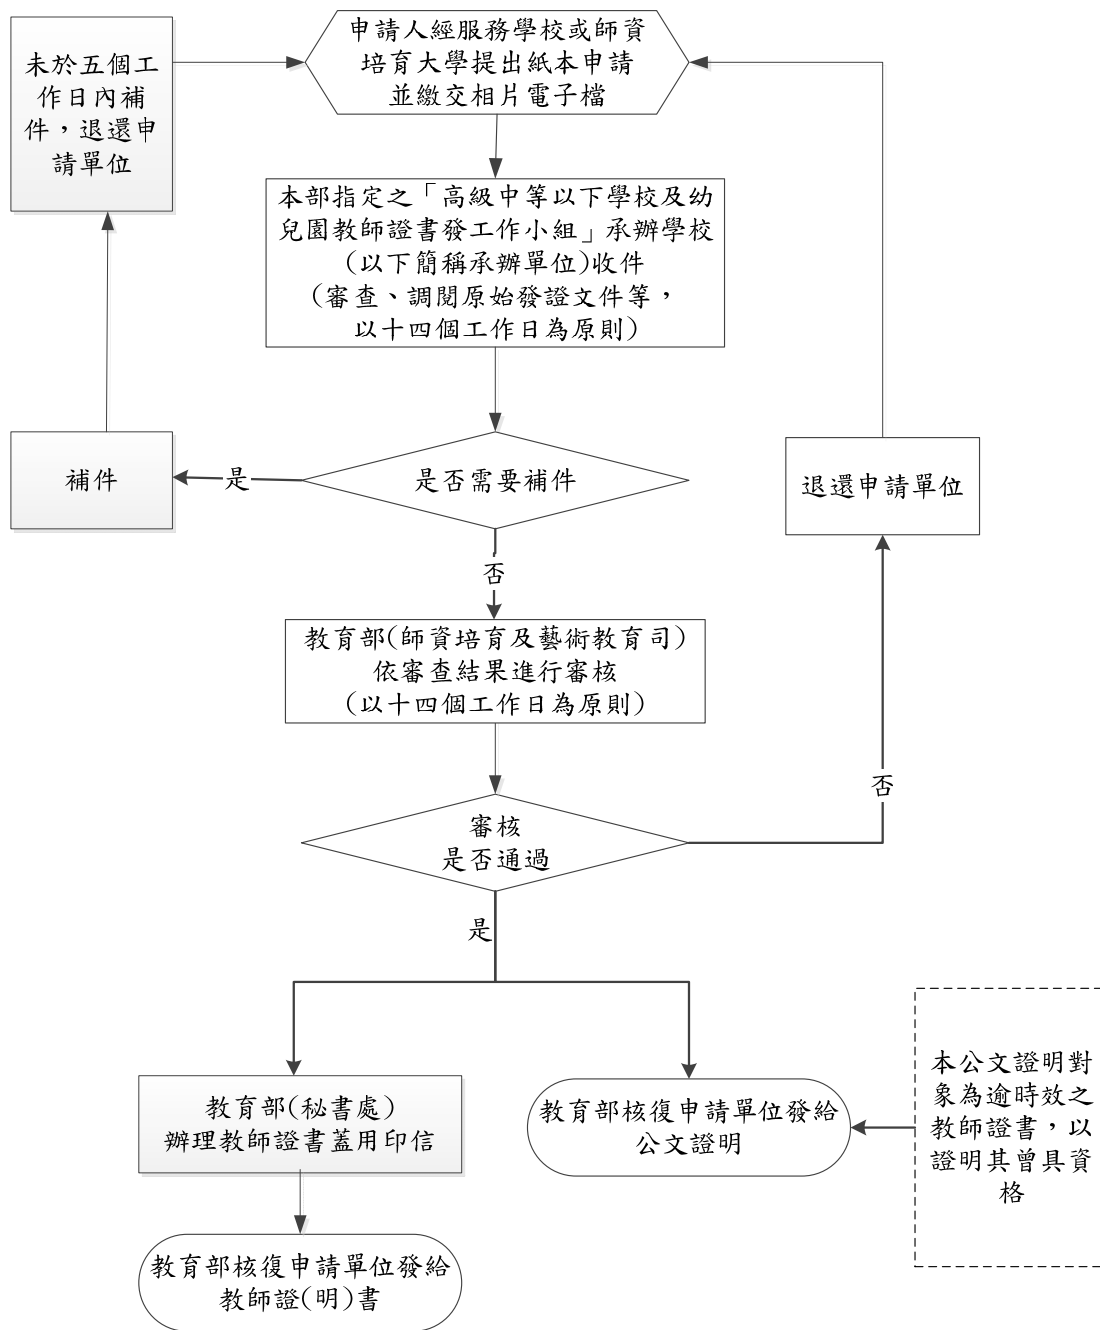 申請人經服務學校或師資
培育大學提出紙本申請
並繳交相片電子檔
未於五個工
作日內補
件，退還申
請單位
本部指定之「高級中等以下學校及幼
兒園教師證書發工作小組」承辦學校
(以下簡稱承辦單位)收件
(審查、調閱原始發證文件等，
以十四個工作日為原則)
補件
是
是否需要補件
退還申請單位
否
教育部(師資培育及藝術教育司)
依審查結果進行審核
(以十四個工作日為原則)
否
審核
是否通過
是
教育部(秘書處)
辦理教師證書蓋用印信
教育部核復申請單位發給
公文證明
本公文證明對
象為逾時效之
教師證書，以
證明其曾具資
格
教育部核復申請單位發給
教師證(明)書